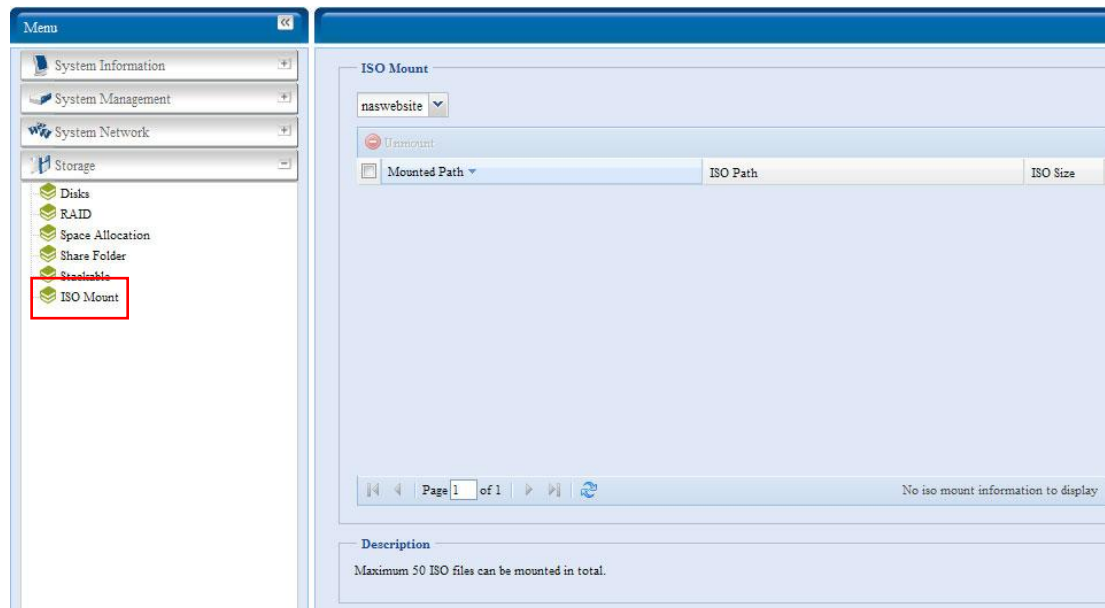 Menu
System Information
System Management
System Network
Storage
Disks
RAID
Space Allocation
Share Folder
Stackable
ISO Mount
ISO Mount
naswebsite
Unmount
Mounted Path ISO Path ISO Size
Page 1 of 1 No iso mount information to display
Description
Maximum 50 ISO files can be mounted in total.